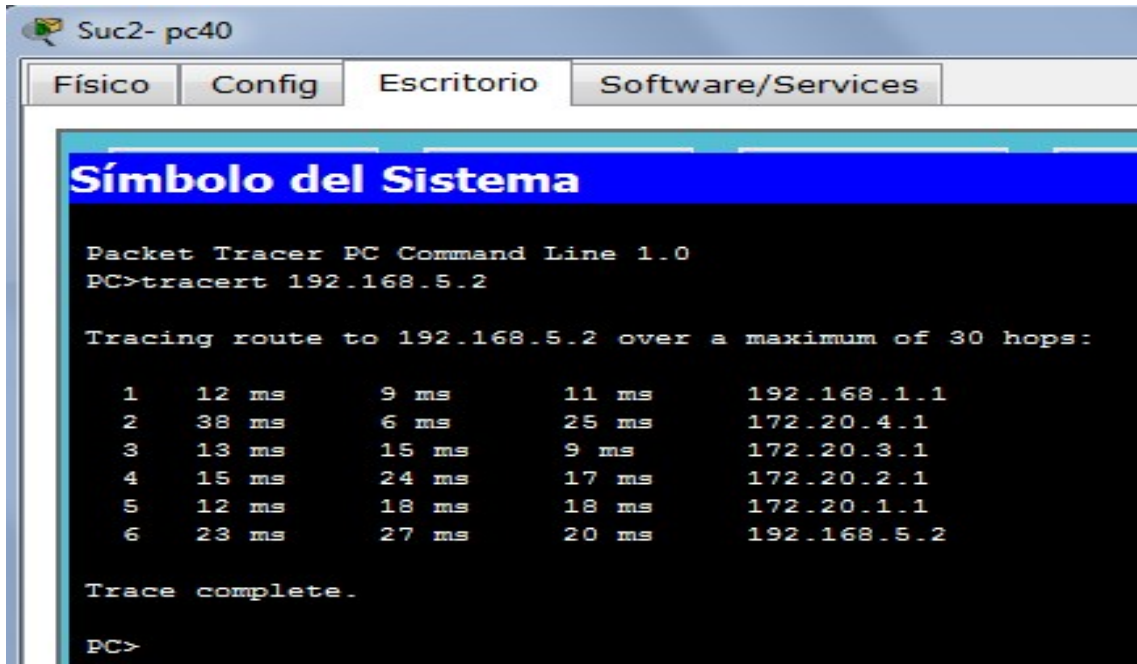 Suc2- pc40
Físico Config Escritorio Software/Services
Símbolo del Sistema
Packet Tracer PC Command Line 1.0
PC>tracert 192.168.5.2
Tracing route to 192.168.5.2 over a maximum of 30 hops:
1 12 ms 9 ms 11 ms 192.168.1.1
2 38 ms 6 ms 25 ms 172.20.4.1
3 13 ms 15 ms 9 ms 172.20.3.1
4 15 ms 24 ms 17 ms 172.20.2.1
5 12 ms 18 ms 18 ms 172.20.1.1
6 23 ms 27 ms 20 ms 192.168.5.2
Trace complete.
PC>